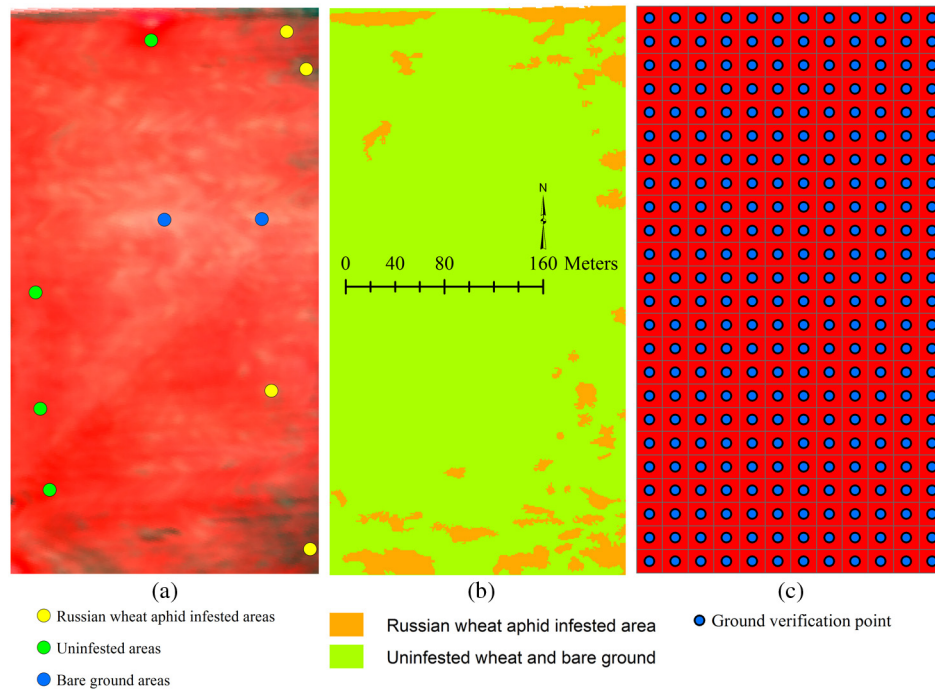 N
0 40 80 160 Meters
(a) (b) (c)
Russian wheat aphid infested areas
Uninfested areas
Bare ground areas
Russian wheat aphid infested area
Uninfested wheat and bare ground
Ground verification point